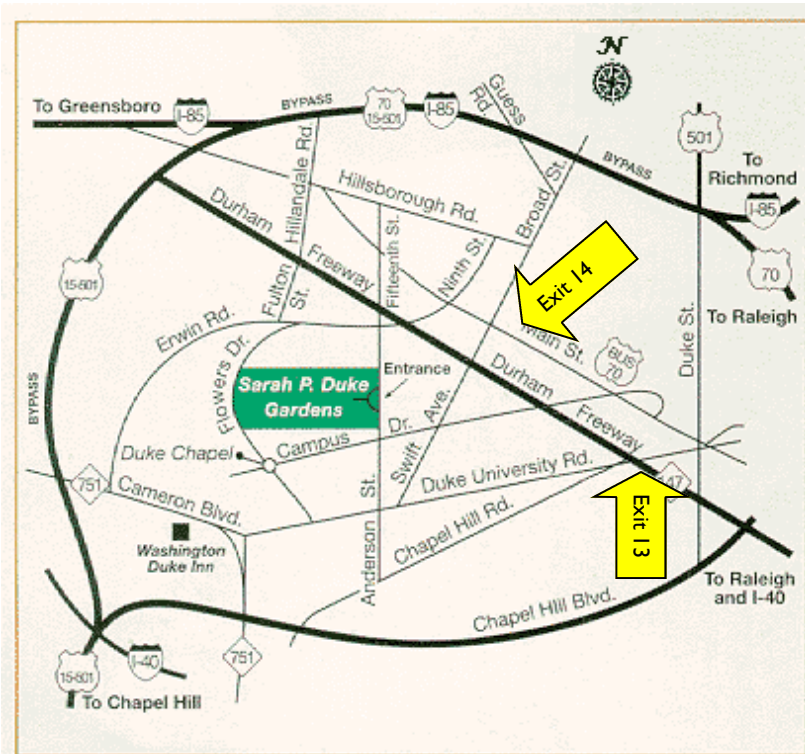 N
To Greensboro
I-85
BYPASS
70
15-501
I-85
Guess
Rd.
501
BYPASS
To
Richmond
I-85
70
To Raleigh
Hillandale Rd.
Hillsborough Rd.
Broad St.
Durham
Freeway
Fifteenth St.
Ninth St.
Exit 14
15-501
Fulton
St.
Erwin Rd.
Main St.
BUS
70
Duke St.
Flowers Dr.
Sarah P. Duke
Gardens
Entrance
Durham
Freeway
BYPASS
Duke Chapel
Campus
Dr.
Swift
Ave.
751
Cameron Blvd.
Duke University Rd.
147
Exit 13
Washington
Duke Inn
Anderson
St.
Chapel Hill Rd.
To Raleigh
and I-40
Chapel Hill Blvd.
751
I-40
15-501
To Chapel Hill